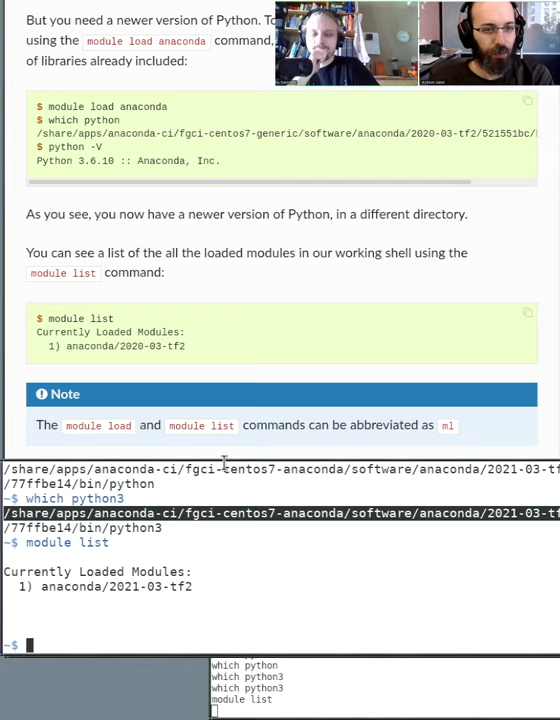 But you need a newer version of Python. To
using the module load anaconda command,
of libraries already included:
$ module load anaconda
$ which python
/share/apps/anaconda-ci/fgci-centos7-generic/software/anaconda/2020-03-tf2/521551bc/
$ python -V
Python 3.6.10 :: Anaconda, Inc.
As you see, you now have a newer version of Python, in a different directory.
You can see a list of the all the loaded modules in our working shell using the
module list command:
$ module list
Currently Loaded Modules:
1) anaconda/2020-03-tf2
Note
The module load and module list commands can be abbreviated as ml
/share/apps/anaconda-ci/fgci-centos7-anaconda/software/anaconda/2021-03-tf
/77ffbe14/bin/python
~$ which python3
/share/apps/anaconda-ci/fgci-centos7-anaconda/software/anaconda/2021-03-tf
/77ffbe14/bin/python3
~$ module list
Currently Loaded Modules:
1) anaconda/2021-03-tf2
~$
which python
which python3
which python3
module list